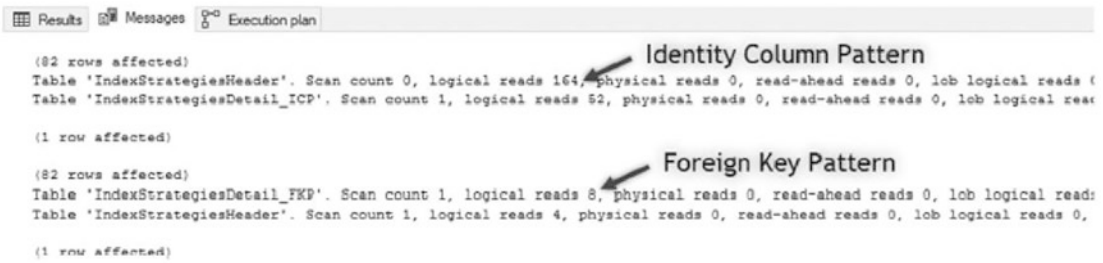 Results Messages Execution plan
(82 rows affected)
Identity Column Pattern
Table 'IndexStrategiesHeader'. Scan count 0, logical reads 164, physical reads 0, read-ahead reads 0, lob logical reads
Table 'IndexStrategiesDetail_ICP'. Scan count 1, logical reads 52, physical reads 0, read-ahead reads 0, lob logical
(1 row affected)
Foreign Key Pattern
(82 rows affected)
Table 'IndexStrategiesDetail_FKP'. Scan count 1, logical reads 8, physical reads 0, read-ahead reads 0, lob logical reads
Table 'IndexStrategiesHeader'. Scan count 1, logical reads 4, physical reads 0, read-ahead reads 0, lob logical reads 0,
(1 row affected)